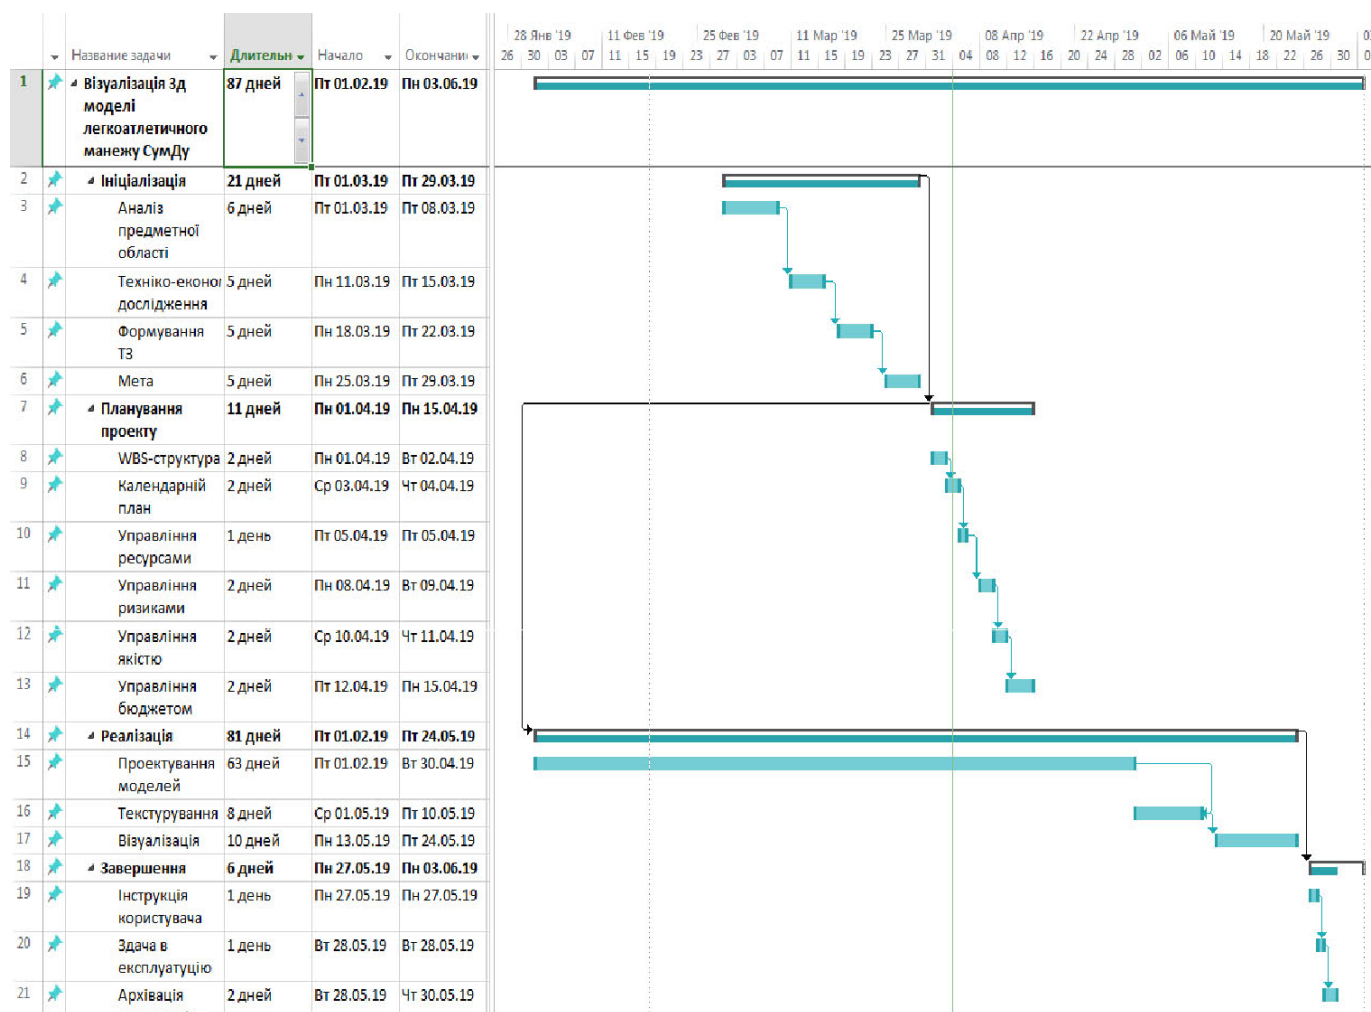 28 Янв '19 11 Фев '19 25 Фев '19 11 Мар '19 25 Мар '19 08 Апр '19 22 Апр '19 06 Май '19 20 Май '19
Название задачи Длительн Начало Окончани
26 30 03 07 11 15 19 23 27 03 07 11 15 19 23 27 31 04 08 12 16 20 24 28 02 06 10 14 18 22 26 30
1 Візуалізація 3д 87 дней Пт 01.02.19 Пн 03.06.19
моделі
легкоатлетичного
манежу СумДу
2 Ініціалізація 21 дней Пт 01.03.19 Пт 29.03.19
3 Аналіз 6 дней Пт 01.03.19 Пт 08.03.19
предметної
області
4 Техніко-еконо 5 дней Пн 11.03.19 Пт 15.03.19
дослідження
5 Формування 5 дней Пн 18.03.19 Пт 22.03.19
ТЗ
6 Мета 5 дней Пн 25.03.19 Пт 29.03.19
7 Планування 11 дней Пн 01.04.19 Пн 15.04.19
проекту
8 WBS-структура 2 дней Пн 01.04.19 Вт 02.04.19
9 Календарній 2 дней Ср 03.04.19 Чт 04.04.19
план
10 Управління 1 день Пт 05.04.19 Пт 05.04.19
ресурсами
11 Управління 2 дней Пн 08.04.19 Вт 09.04.19
ризиками
12 Управління 2 дней Ср 10.04.19 Чт 11.04.19
якістю
13 Управління 2 дней Пт 12.04.19 Пн 15.04.19
бюджетом
14 Реалізація 81 дней Пт 01.02.19 Пт 24.05.19
15 Проектування 63 дней Пт 01.02.19 Вт 30.04.19
моделей
16 Текстурування 8 дней Ср 01.05.19 Пт 10.05.19
17 Візуалізація 10 дней Пн 13.05.19 Пт 24.05.19
18 Завершення 6 дней Пн 27.05.19 Пн 03.06.19
19 Інструкція 1 день Пн 27.05.19 Пн 27.05.19
користувача
20 Здача в 1 день Вт 28.05.19 Вт 28.05.19
експлуатуцію
21 Архівація 2 дней Вт 28.05.19 Чт 30.05.19